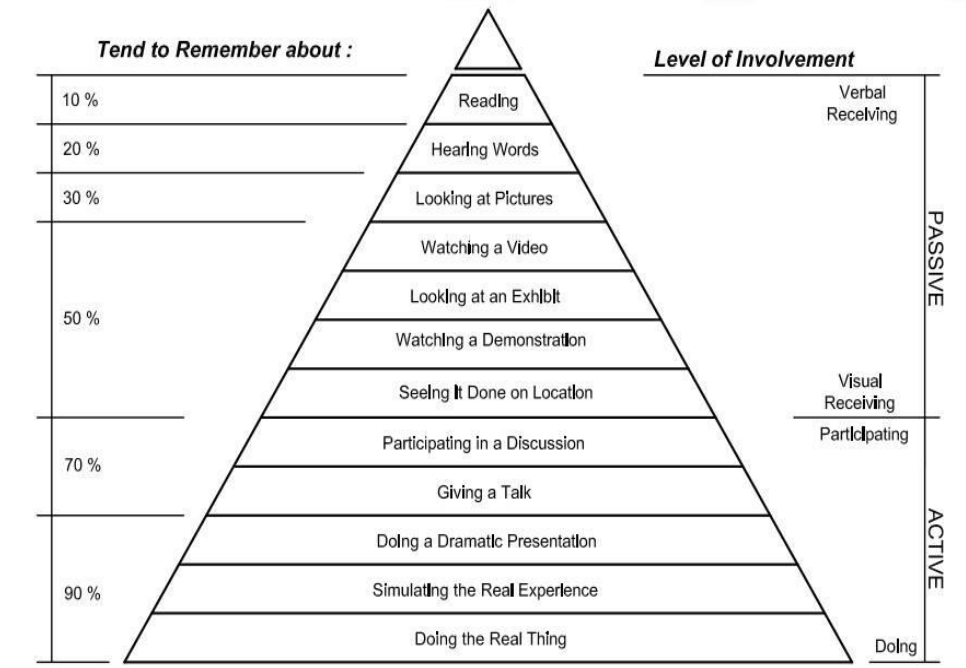 Tend to Remember about :
Level of Involvement
10 %
Reading
Verbal
Receiving
20 %
Hearing Words
30 %
Looking at Pictures
Watching a Video
PASSIVE
Looking at an Exhibit
50 %
Watching a Demonstration
Seeing It Done on Location
Visual
Receiving
Participating in a Discussion
Participating
70 %
Giving a Talk
Doing a Dramatic Presentation
ACTIVE
90 %
Simulating the Real Experience
Doing the Real Thing
Doing